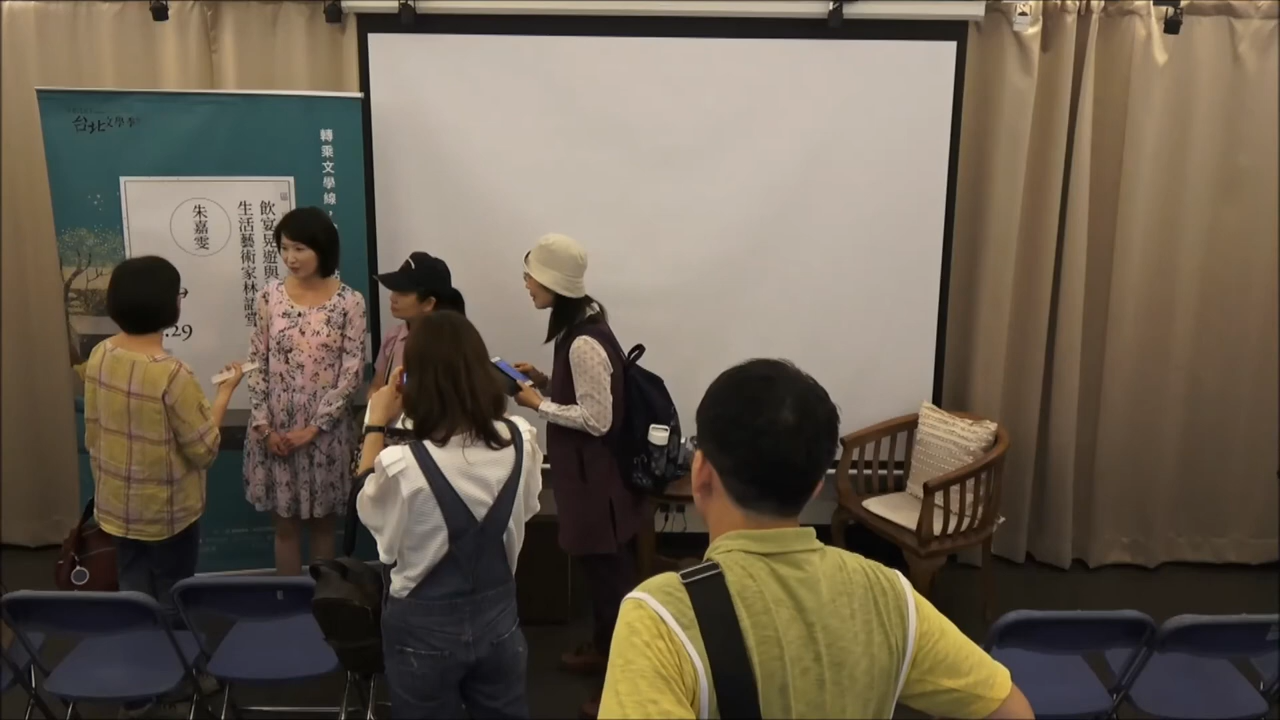 台北文學季
轉乘文學線
飲宴晃遊與
生活藝術家林語堂
朱嘉雯
.29